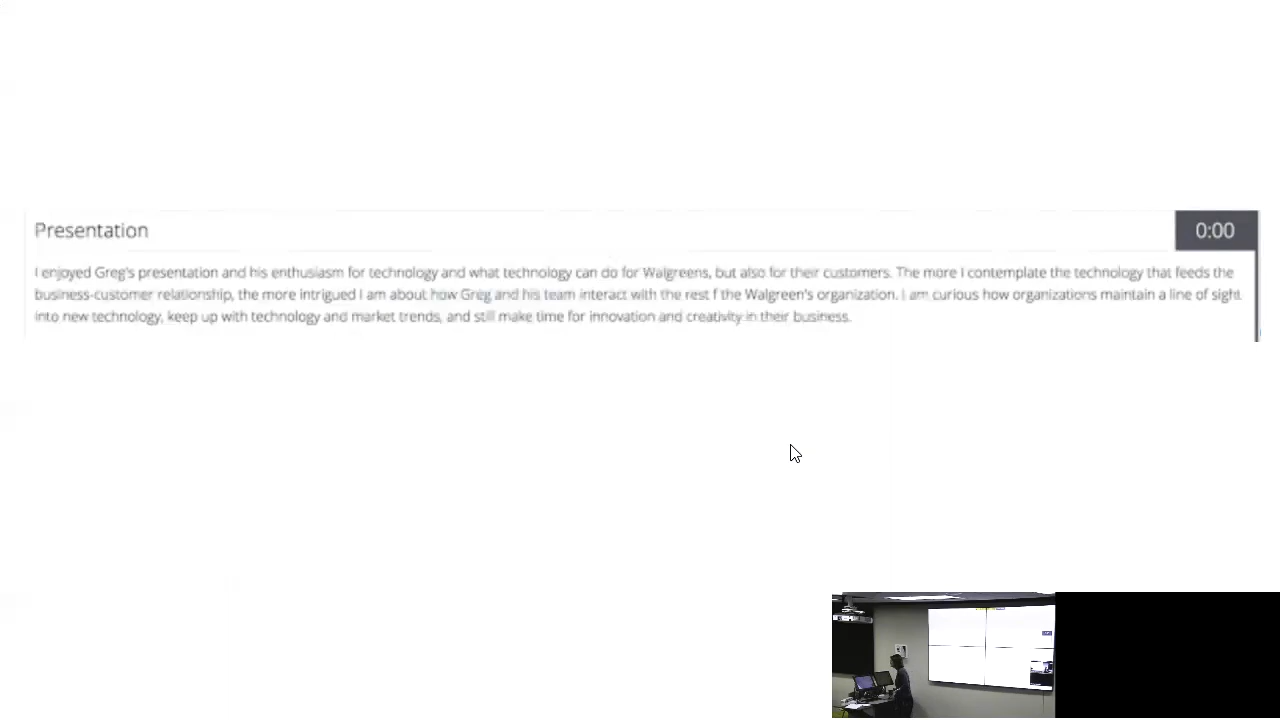 Presentation
0:00
I enjoyed Greg's presentation and his enthusiasm for technology and what technology can do for Walgreens, but also for their customers. The more I contemplate the technology that feeds the
business-customer relationship, the more intrigued I am about how Greg and his team interact with the rest f the Walgreen's organization. I am curious how organizations maintain a line of sight
into new technology, keep up with technology and market trends, and still make time for innovation and creativity in their business.